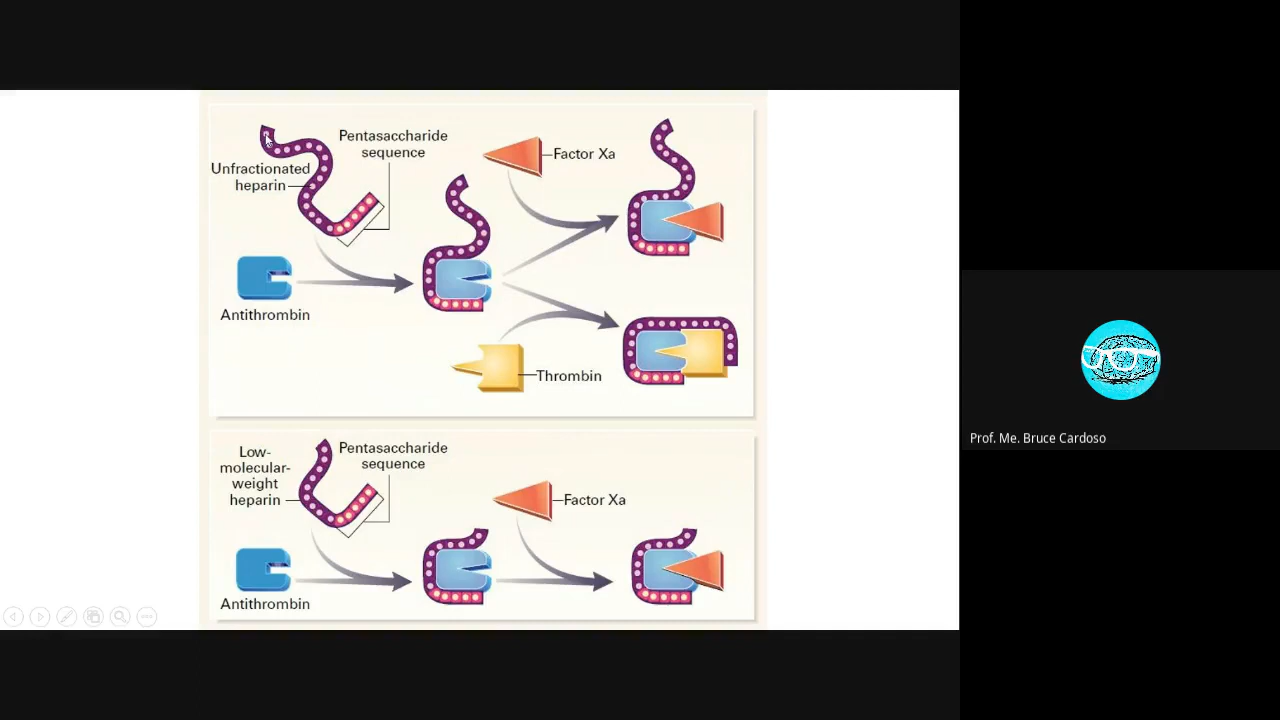 Pentasaccharide
sequence
Unfractionated
heparin
Factor Xa
Antithrombin
Thrombin
Low-
molecular-
weight
heparin
Pentasaccharide
sequence
Factor Xa
Antithrombin
Prof. Me. Bruce Cardoso